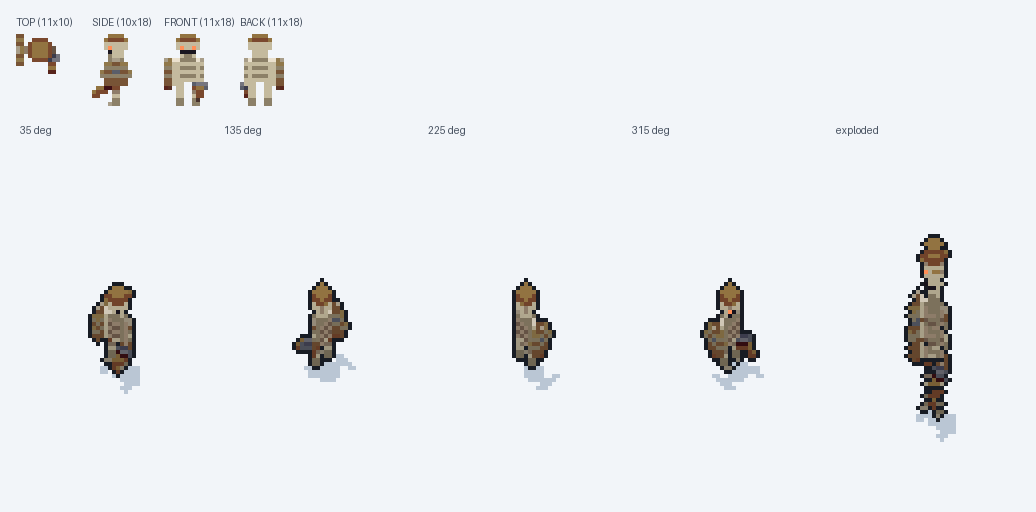 TOP (11x10) SIDE (10x18) FRONT (11x18) BACK (11x18)
35 deg 135 deg 225 deg 315 deg exploded